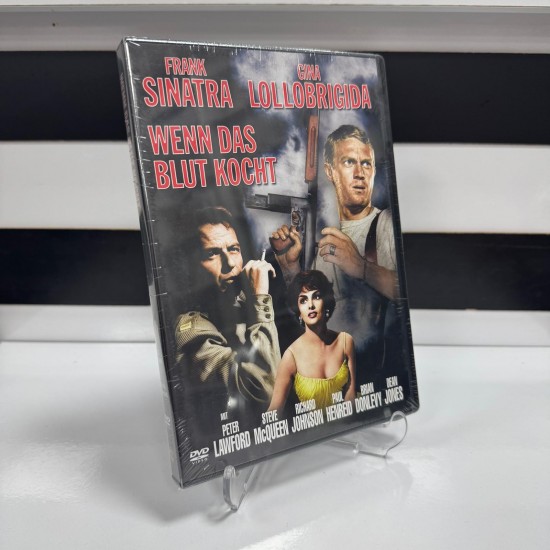 FRANK GINA
SINATRA LOLLOBRIGIDA
WENN DAS
BLUT KOCHT
MIT
PETER LAWFORD
STEVE McQUEEN
RICHARD JOHNSON
PAUL HENREID
BRIAN DONLEVY
DEAN JONES
DVD
VIDEO